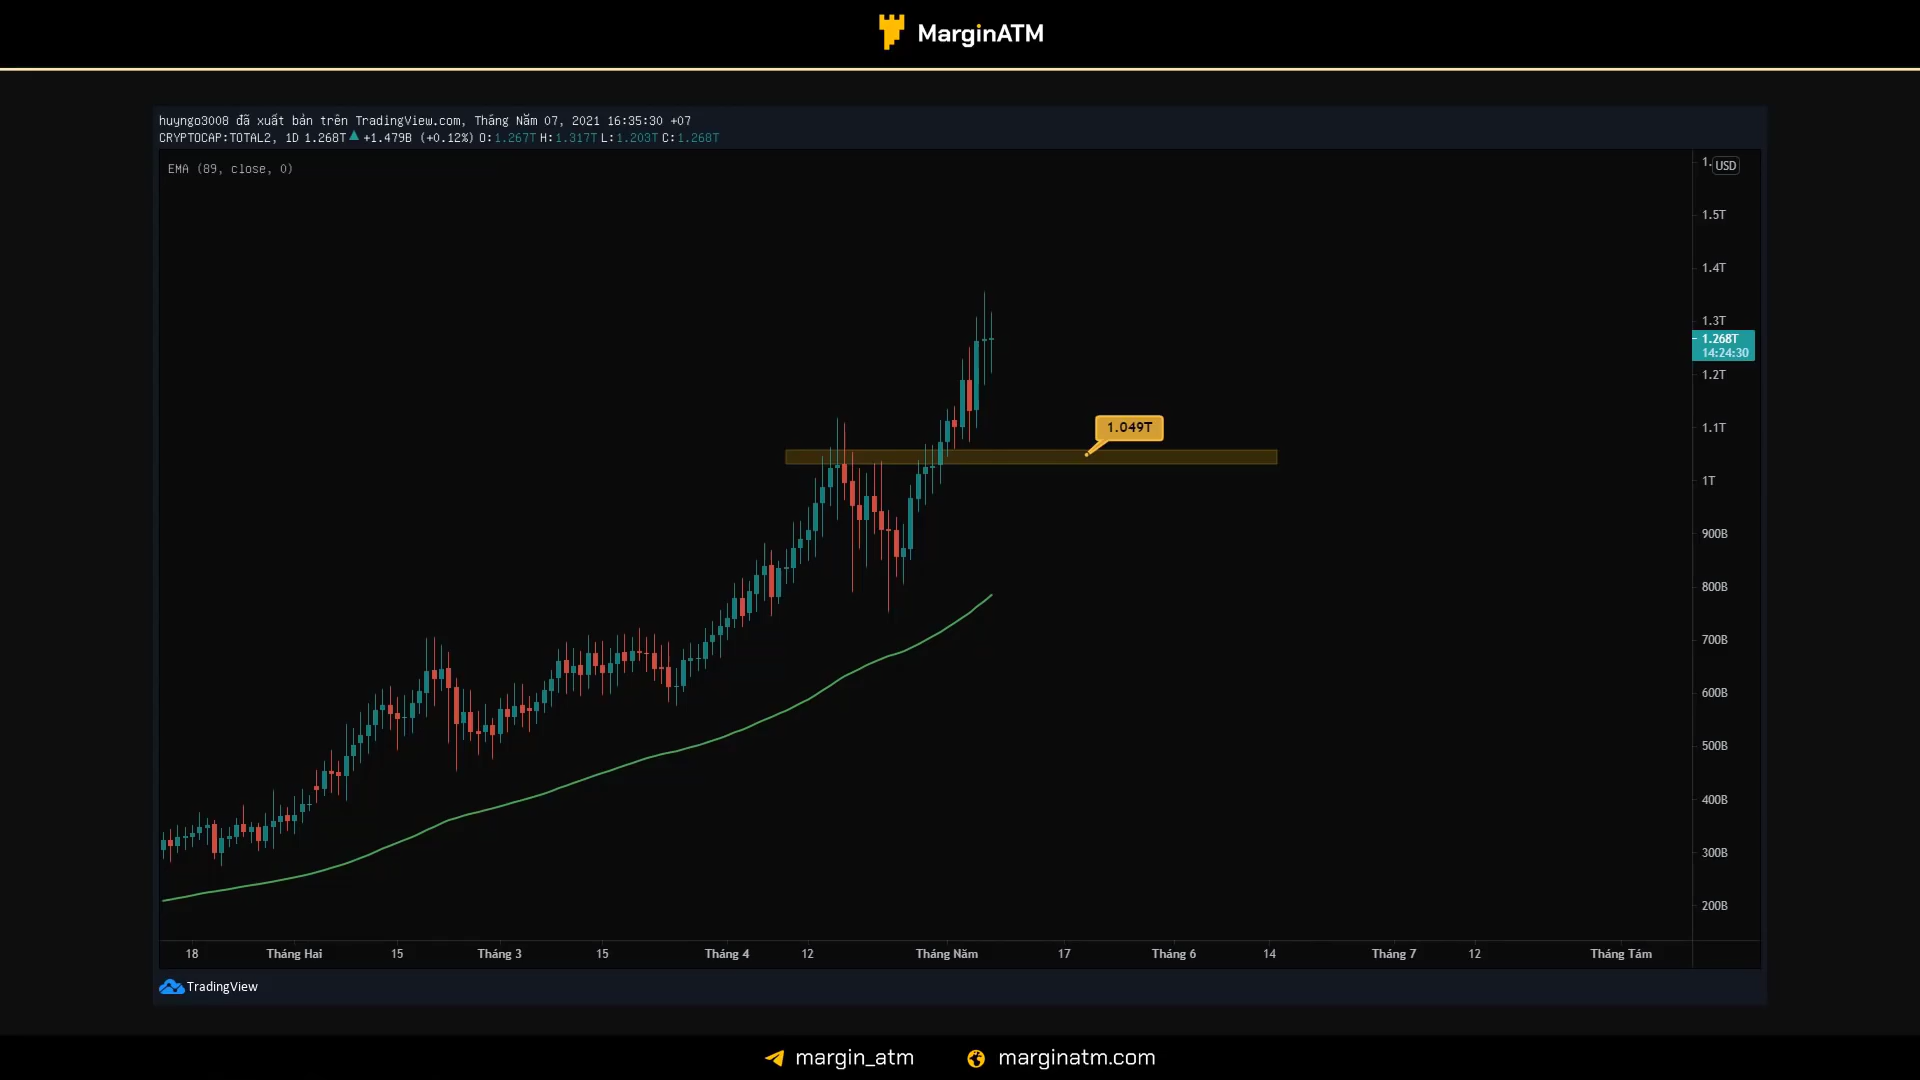 MarginATM
huyngo3008 đã xuất bản trên TradingView.com, Tháng Năm 07, 2021 16:35:30 +07
CRYPTOCAP:TOTAL2, 1D 1.268T ▲ +1.479B (+0.12%) O:1.267T H:1.317T L:1.203T C:1.268T
EMA (89, close, 0)
1.
USD
1.5T
1.4T
1.3T
1.268T
14:24:30
1.2T
1.049T
1.1T
1T
900B
800B
700B
600B
500B
400B
300B
200B
18 Tháng Hai 15 Tháng 3 15 Tháng 4 12 Tháng Năm 17 Tháng 6 14 Tháng 7 12 Tháng Tám
TradingView
margin_atm marginatm.com